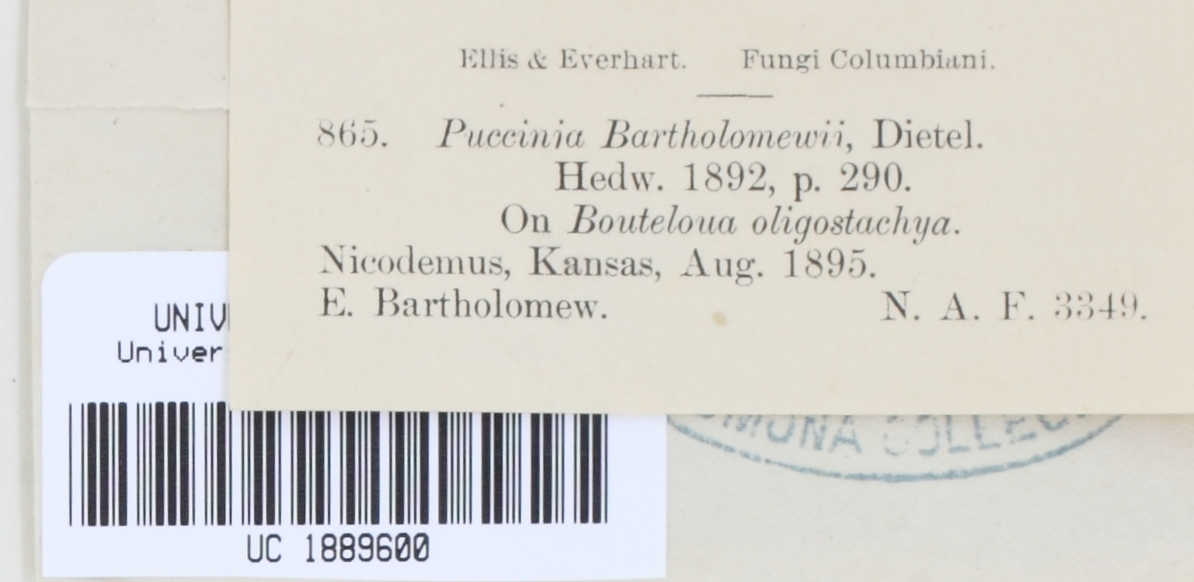 Ellis & Everhart. Fungi Columbiani.
865. Puccinia Bartholomewii, Dietel.
Hedw. 1892, p. 290.
On Bouteloua oligostachya.
Nicodemus, Kansas, Aug. 1895.
E. Bartholomew. N. A. F. 3349.
UNIV
Univer
UC 1889600